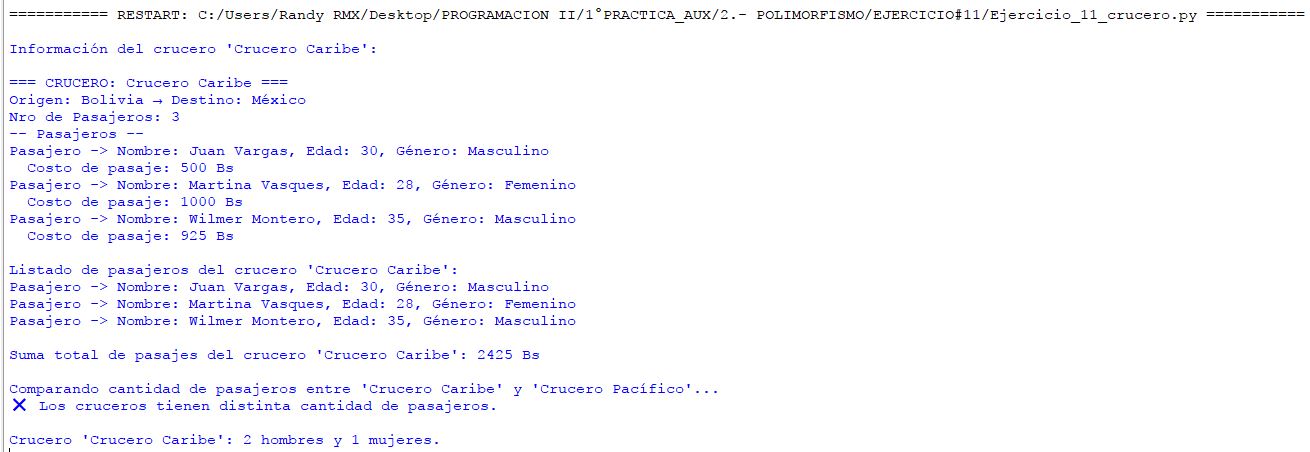 =========== RESTART: C:/Users/Randy RMX/Desktop/PROGRAMACION II/1°PRACTICA_AUX/2.- POLIMORFISMO/EJERCICIO#11/Ejercicio_11_crucero.py ===========
Información del crucero 'Crucero Caribe':
=== CRUCERO: Crucero Caribe ===
Origen: Bolivia → Destino: México
Nro de Pasajeros: 3
-- Pasajeros --
Pasajero -> Nombre: Juan Vargas, Edad: 30, Género: Masculino
  Costo de pasaje: 500 Bs
Pasajero -> Nombre: Martina Vasques, Edad: 28, Género: Femenino
  Costo de pasaje: 1000 Bs
Pasajero -> Nombre: Wilmer Montero, Edad: 35, Género: Masculino
  Costo de pasaje: 925 Bs
Listado de pasajeros del crucero 'Crucero Caribe':
Pasajero -> Nombre: Juan Vargas, Edad: 30, Género: Masculino
Pasajero -> Nombre: Martina Vasques, Edad: 28, Género: Femenino
Pasajero -> Nombre: Wilmer Montero, Edad: 35, Género: Masculino
Suma total de pasajes del crucero 'Crucero Caribe': 2425 Bs
Comparando cantidad de pasajeros entre 'Crucero Caribe' y 'Crucero Pacífico'...
❌ Los cruceros tienen distinta cantidad de pasajeros.
Crucero 'Crucero Caribe': 2 hombres y 1 mujeres.